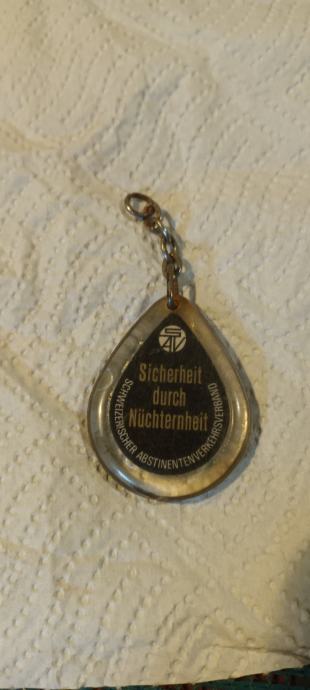 SAV
Sicherheit
durch
Nüchternheit
SCHWEIZERISCHER ABSTINENTENVERKEHRSVERBAND